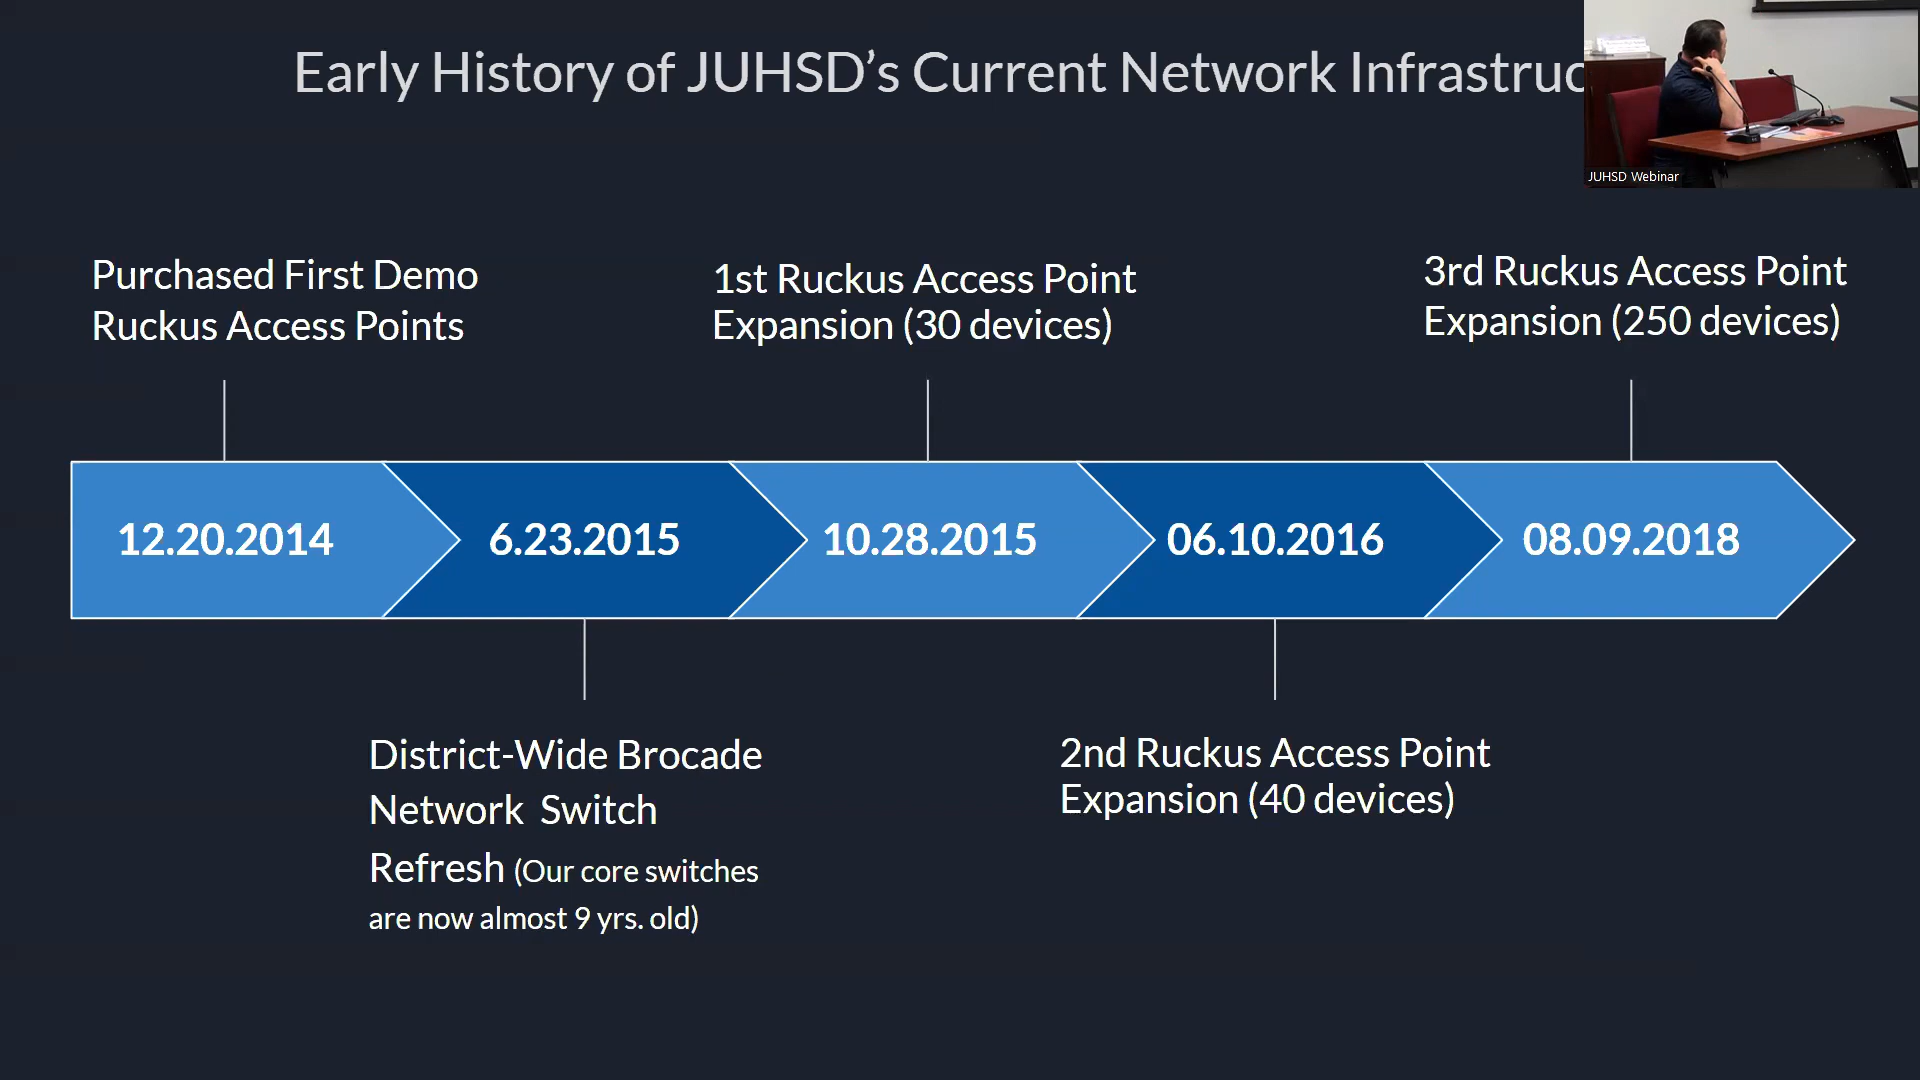 Early History of JUHSD's Current Network Infrastruc
JUHSD Webinar
Purchased First Demo
Ruckus Access Points
1st Ruckus Access Point
Expansion (30 devices)
3rd Ruckus Access Point
Expansion (250 devices)
12.20.2014
6.23.2015
10.28.2015
06.10.2016
08.09.2018
District-Wide Brocade
Network Switch
Refresh (Our core switches
are now almost 9 yrs. old)
2nd Ruckus Access Point
Expansion (40 devices)